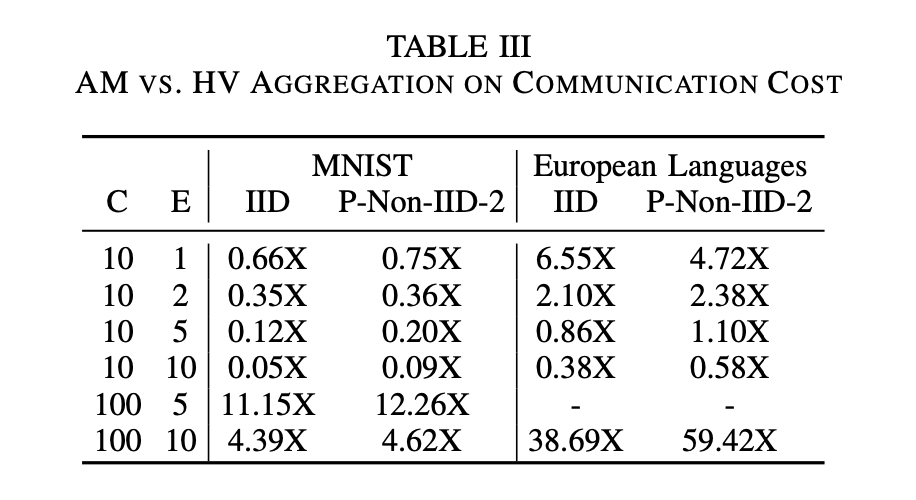 TABLE III
AM VS. HV AGGREGATION ON COMMUNICATION COST
MNIST European Languages
C E IID P-Non-IID-2 IID P-Non-IID-2
10 1 0.66X 0.75X 6.55X 4.72X
10 2 0.35X 0.36X 2.10X 2.38X
10 5 0.12X 0.20X 0.86X 1.10X
10 10 0.05X 0.09X 0.38X 0.58X
100 5 11.15X 12.26X - -
100 10 4.39X 4.62X 38.69X 59.42X